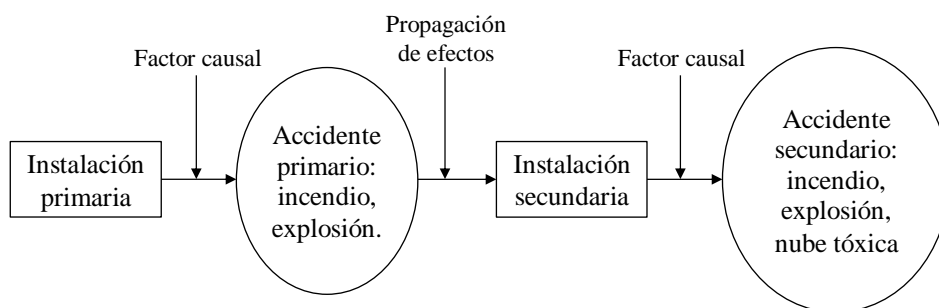 Factor causal
Propagación
de efectos
Factor causal
Instalación
primaria
Accidente
primario:
incendio,
explosión.
Instalación
secundaria
Accidente
secundario:
incendio,
explosión,
nube tóxica